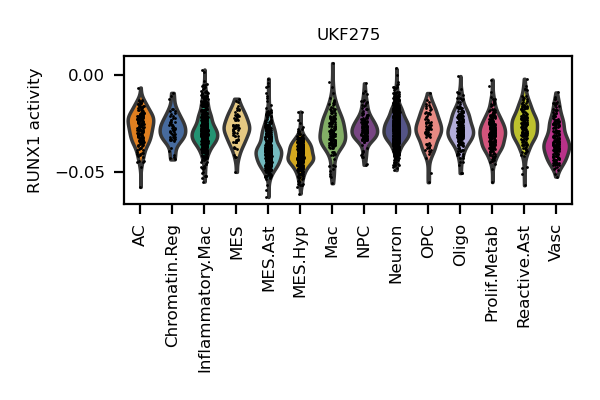 UKF275
RUNX1 activity
0.00
−0.05
AC
Chromatin.Reg
Inflammatory.Mac
MES
MES.Ast
MES.Hyp
Mac
NPC
Neuron
OPC
Oligo
Prolif.Metab
Reactive.Ast
Vasc